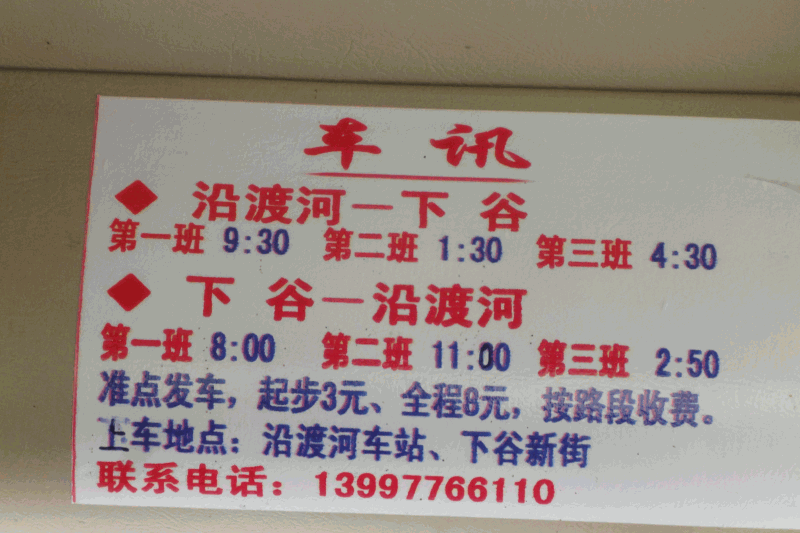 车 讯
◆ 沿渡河—下 谷
第一班 9:30 第二班 1:30 第三班 4:30
◆ 下 谷—沿渡河
第一班 8:00 第二班 11:00 第三班 2:50
准点发车，起步3元、全程8元，按路段收费。
上车地点：沿渡河车站、下谷新街
联系电话：13997766110